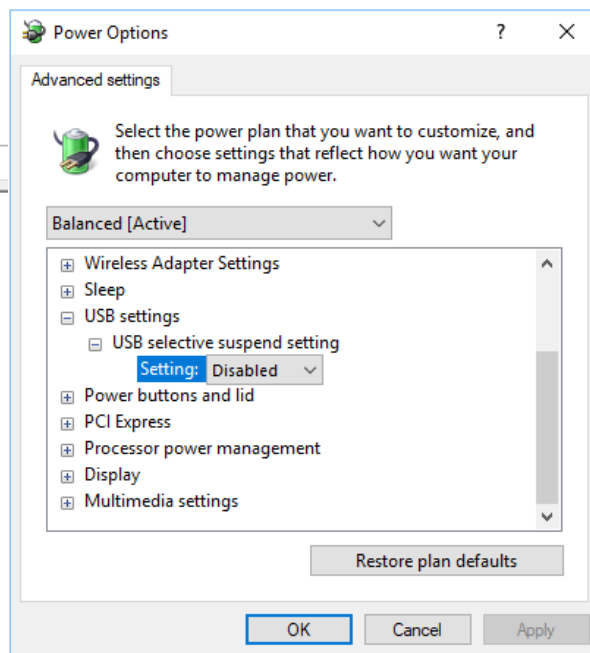 Power Options
?
Advanced settings
Select the power plan that you want to customize, and
then choose settings that reflect how you want your
computer to manage power.
Balanced [Active]
Wireless Adapter Settings
Sleep
USB settings
USB selective suspend setting
Setting: Disabled
Power buttons and lid
PCI Express
Processor power management
Display
Multimedia settings
Restore plan defaults
OK Cancel Apply